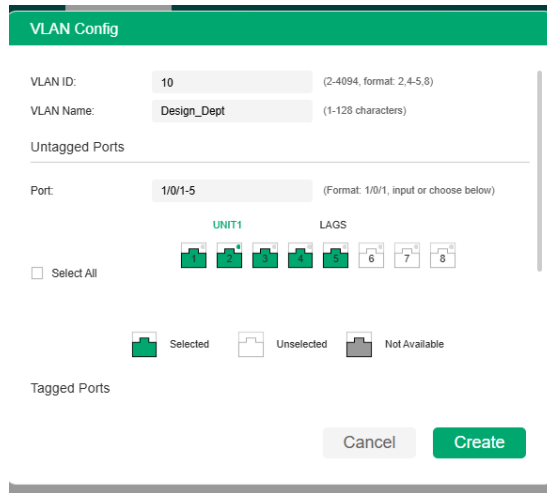 VLAN Config
VLAN ID: 10 (2-4094, format: 2,4-5,8)
VLAN Name: Design_Dept (1-128 characters)
Untagged Ports
Port: 1/0/1-5 (Format: 1/0/1, input or choose below)
UNIT1 LAGS
1 2 3 4 5 6 7 8
Select All
Selected Unselected Not Available
Tagged Ports
Cancel Create